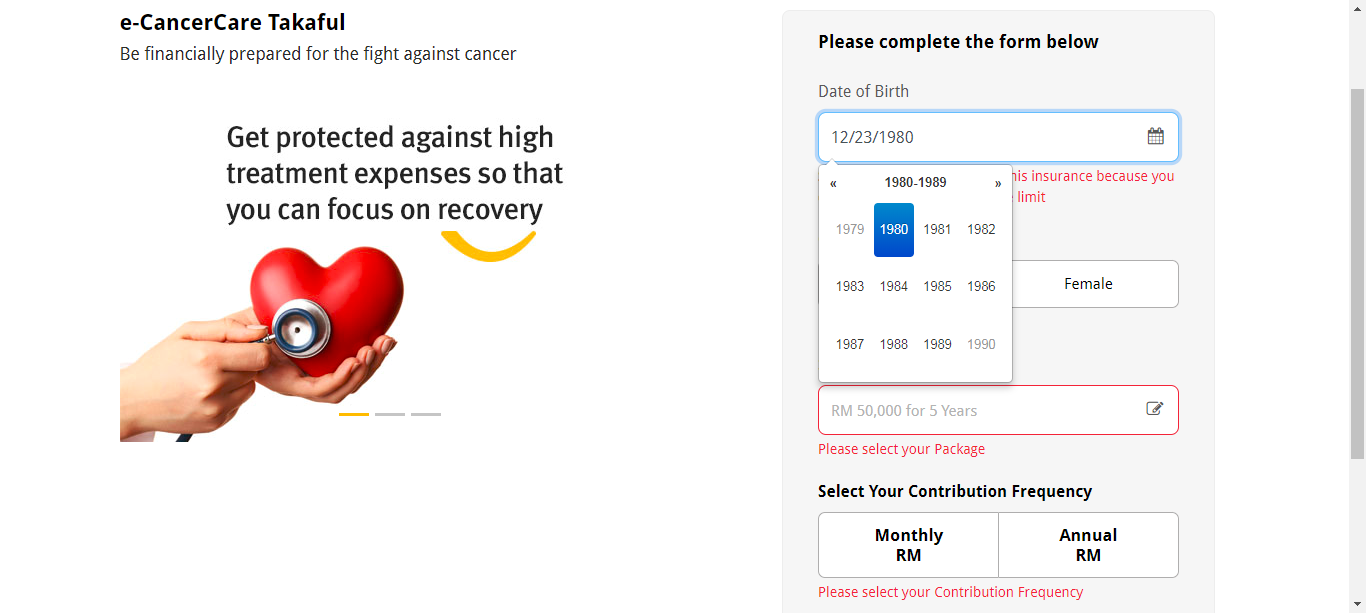 e-CancerCare Takaful
Be financially prepared for the fight against cancer
Get protected against high
treatment expenses so that
you can focus on recovery
Please complete the form below
Date of Birth
12/23/1980
his insurance because you
limit
« 1980-1989 »
1979 1980 1981 1982
1983 1984 1985 1986
1987 1988 1989 1990
Female
RM 50,000 for 5 Years
Please select your Package
Select Your Contribution Frequency
Monthly Annual
RM RM
Please select your Contribution Frequency